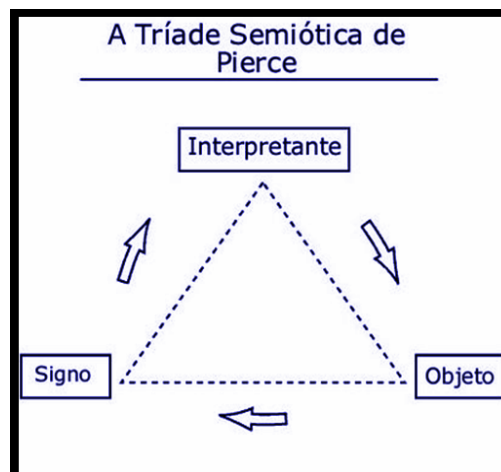 A Tríade Semiótica de
Pierce
Interpretante
Signo
Objeto